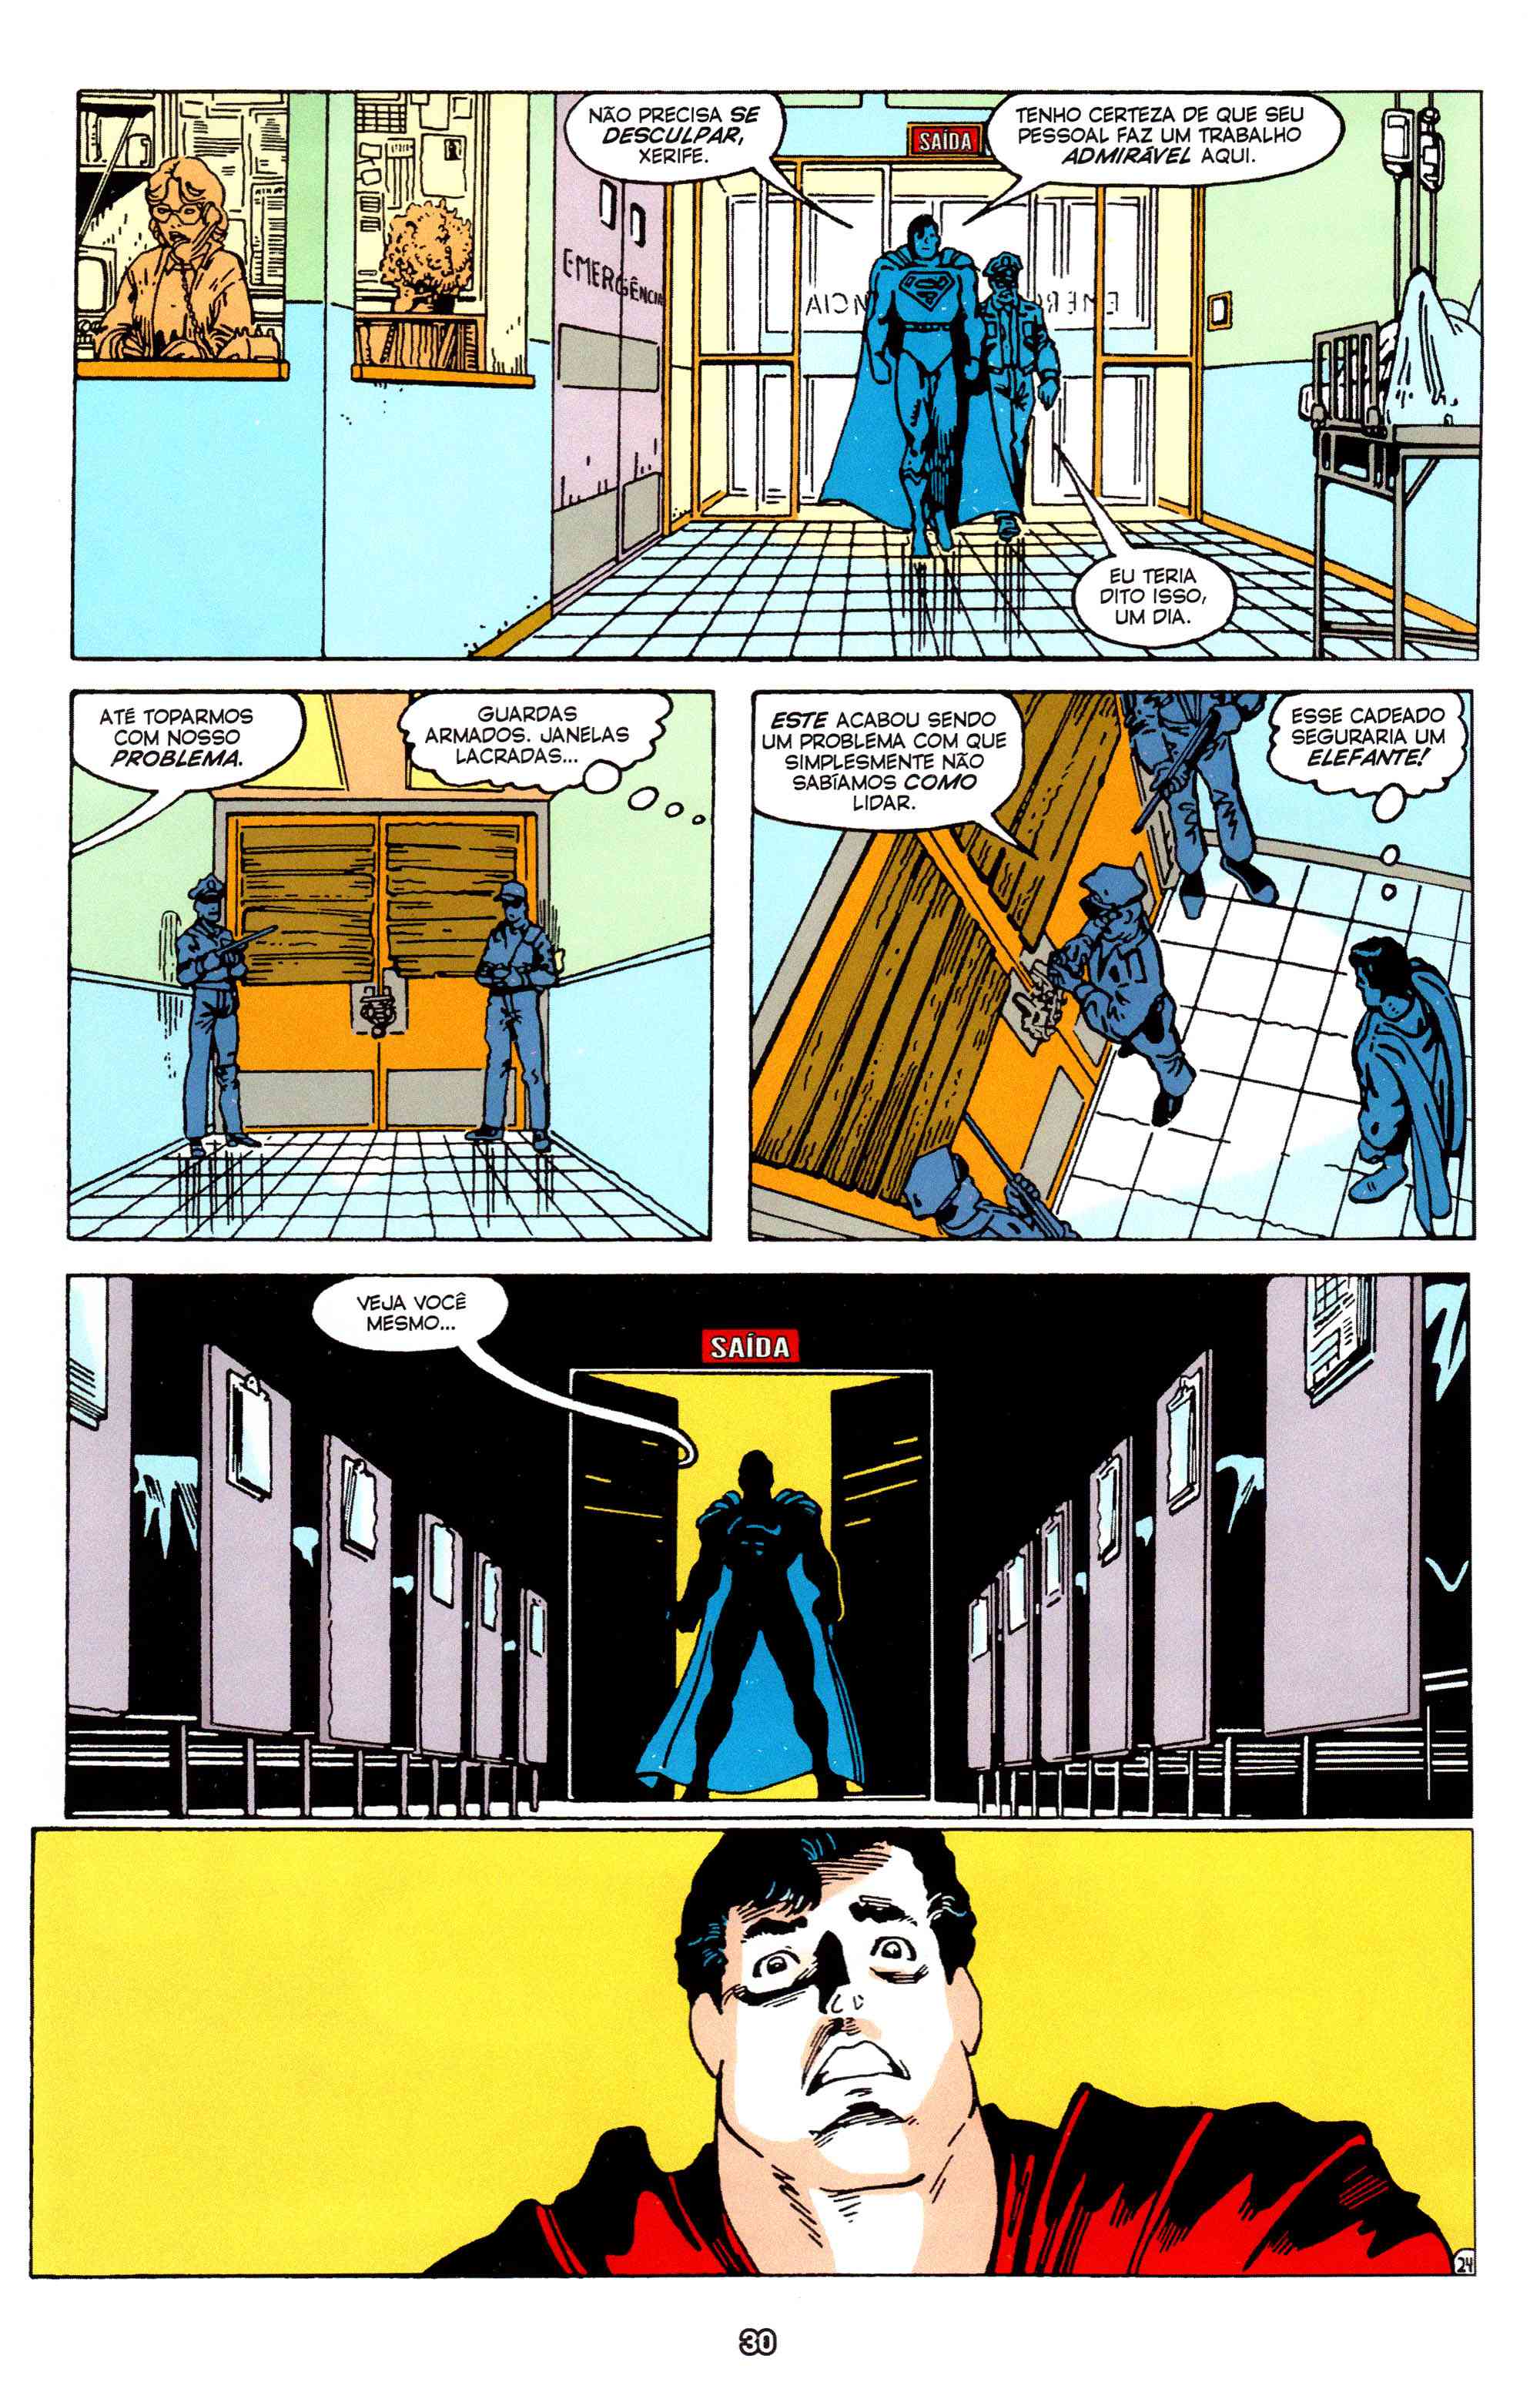 NÃO PRECISA SE
DESCULPAR,
XERIFE.
SAÍDA
TENHO CERTEZA DE QUE SEU
PESSOAL FAZ UM TRABALHO
ADMIRÁVEL AQUI.
EMERGÊNCIA
EU TERIA
DITO ISSO,
UM DIA.
ATÉ TOPARMOS
COM NOSSO
PROBLEMA.
GUARDAS
ARMADOS. JANELAS
LACRADAS...
ESTE ACABOU SENDO
UM PROBLEMA COM QUE
SIMPLESMENTE NÃO
SABÍAMOS COMO
LIDAR.
ESSE CADEADO
SEGURARIA UM
ELEFANTE!
VEJA VOCÊ
MESMO...
SAÍDA
24
30